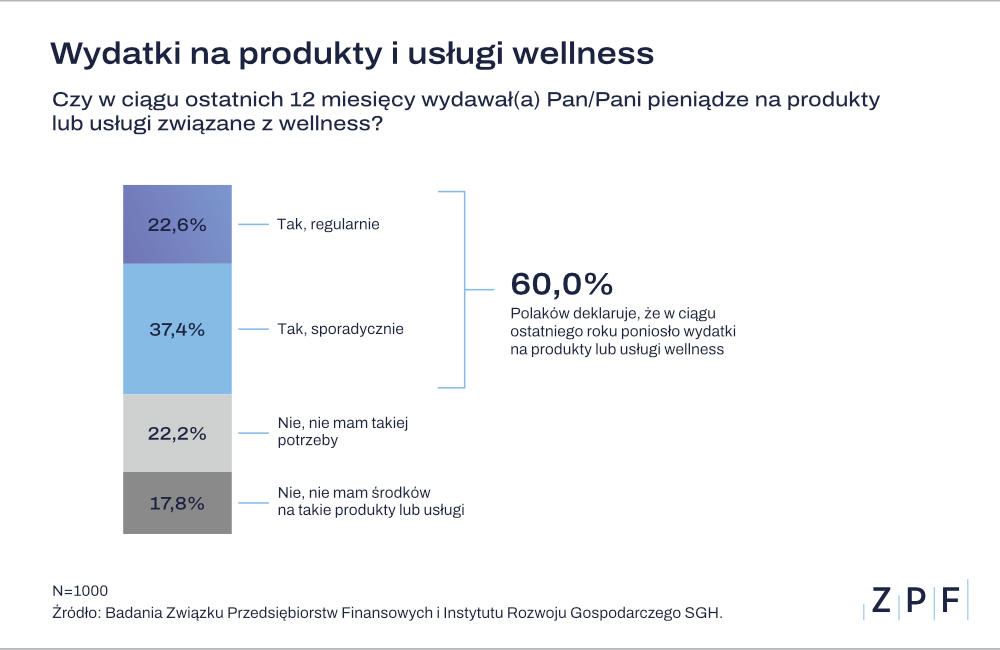 Wydatki na produkty i usługi wellness
Czy w ciągu ostatnich 12 miesięcy wydawał(a) Pan/Pani pieniądze na produkty
lub usługi związane z wellness?
22,6%
Tak, regularnie
37,4%
Tak, sporadycznie
60,0%
Polaków deklaruje, że w ciągu
ostatniego roku poniosło wydatki
na produkty lub usługi wellness
22,2%
Nie, nie mam takiej
potrzeby
17,8%
Nie, nie mam środków
na takie produkty lub usługi
N=1000
Źródło: Badania Związku Przedsiębiorstw Finansowych i Instytutu Rozwoju Gospodarczego SGH.
ZPF